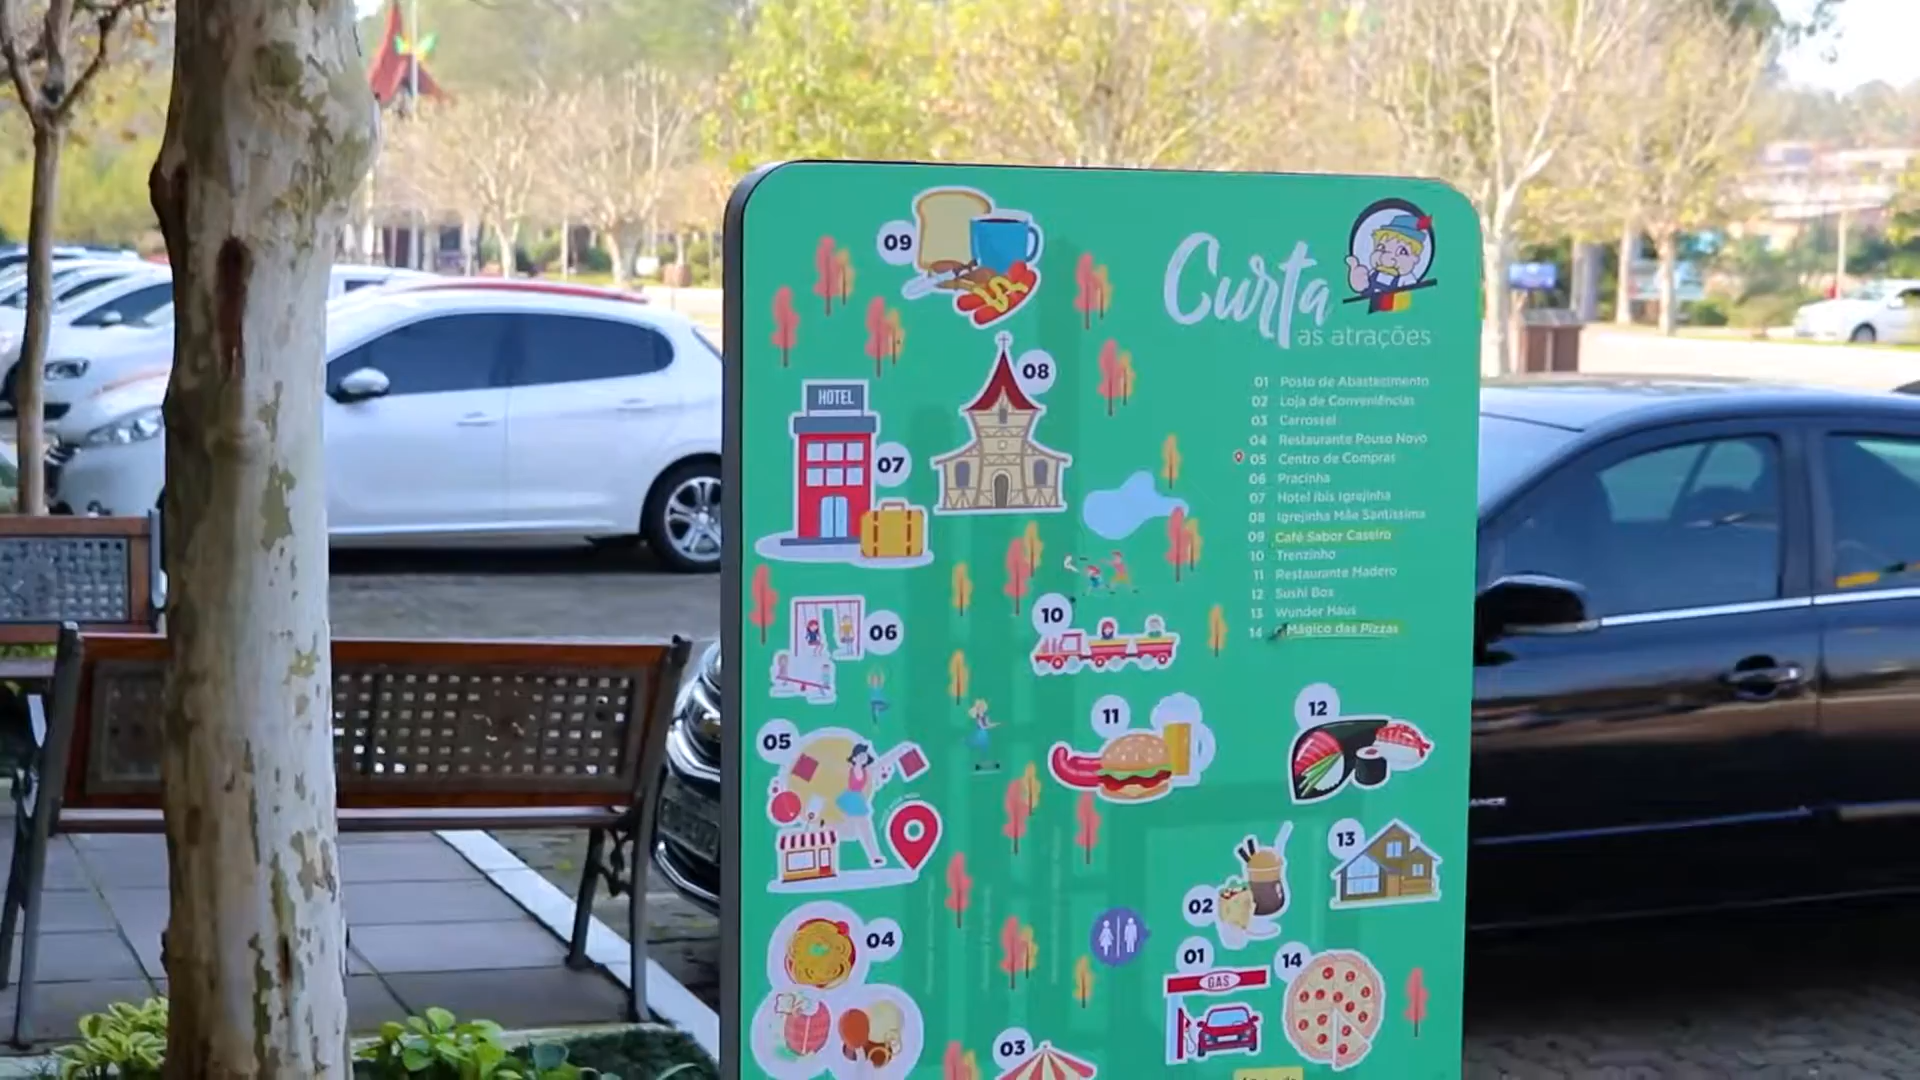 Curta
as atrações
01 Posto de Abastecimento
02 Loja de Conveniências
03 Carrossel
04 Restaurante Pouso Novo
05 Centro de Compras
06 Pracinha
07 Hotel ibis Igrejinha
08 Igrejinha Mãe Santíssima
09 Café Sabor Caseiro
10 Trenzinho
11 Restaurante Madero
12 Sushi Box
13 Wunder Haus
14 Mágico das Pizzas
09
08
HOTEL
07
10
06
11
12
05
13
02
04
01
14
GAS
03